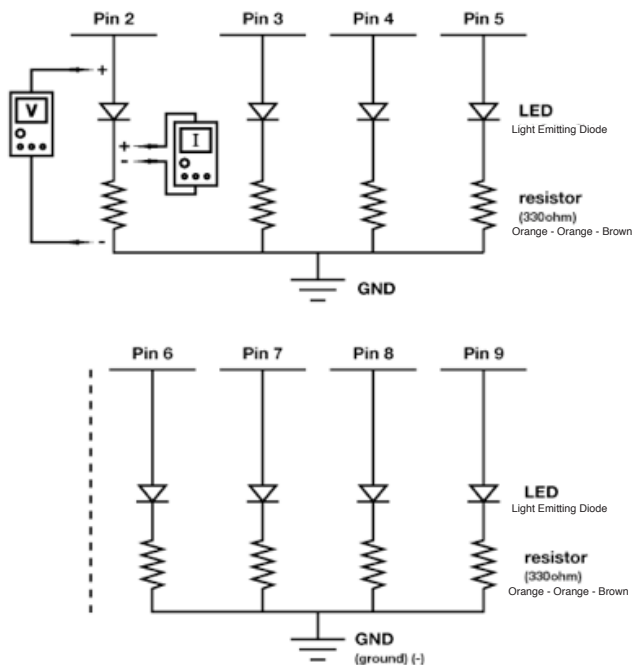 Pin 2 Pin 3 Pin 4 Pin 5
+
V
LED
Light Emitting Diode
+
-
I
resistor
(330ohm)
Orange - Orange - Brown
-
GND
Pin 6 Pin 7 Pin 8 Pin 9
LED
Light Emitting Diode
resistor
(330ohm)
Orange - Orange - Brown
GND
(ground) (-)